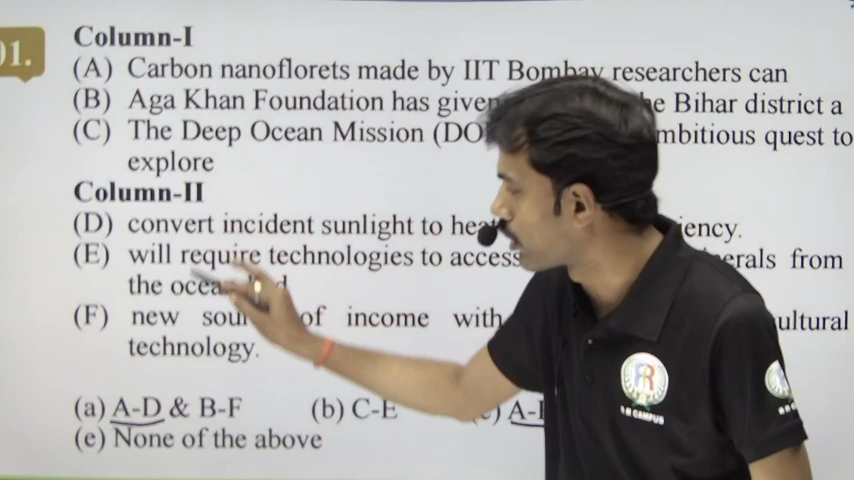 01.
Column-I
(A) Carbon nanoflorets made by IIT Bombay researchers can
(B) Aga Khan Foundation has given he Bihar district a
(C) The Deep Ocean Mission (DO mbitious quest to
explore
Column-II
(D) convert incident sunlight to hea iency.
(E) will require technologies to access erals from
the ocea d
(F) new sou of income with ultural
technology.
(a) A-D & B-F (b) C-E (c) A-
(e) None of the above
RR
CAMPUS